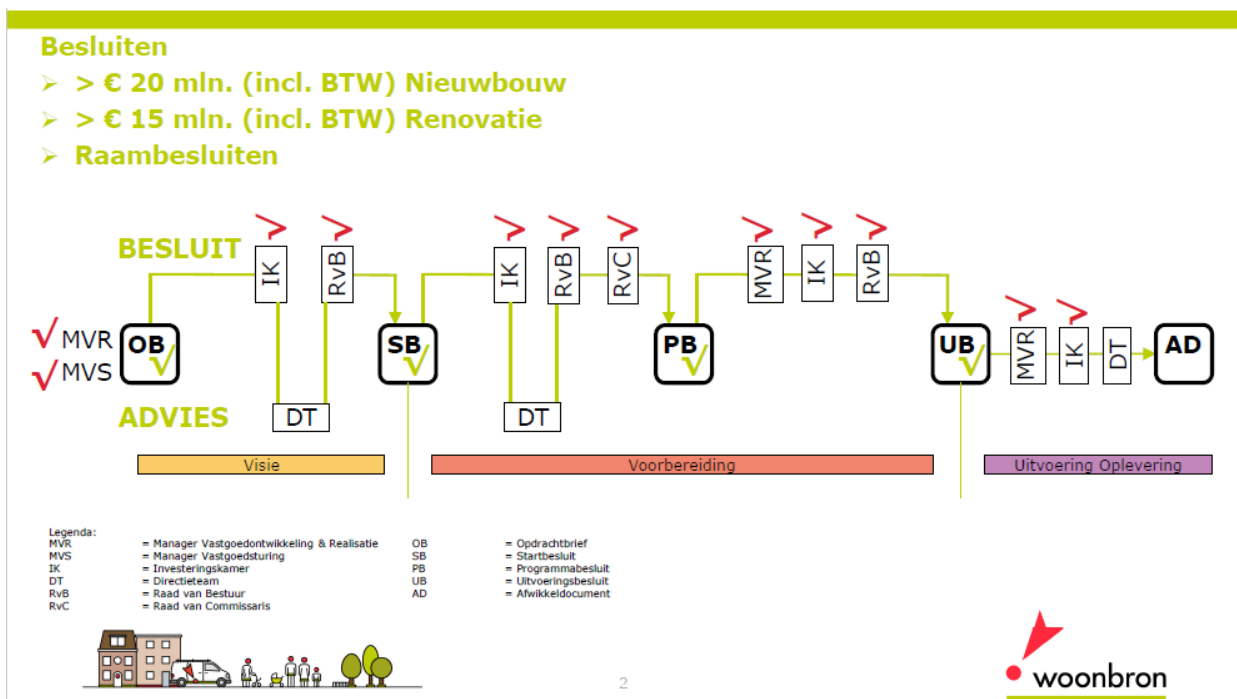 Besluiten
➢ > € 20 mln. (incl. BTW) Nieuwbouw
➢ > € 15 mln. (incl. BTW) Renovatie
➢ Raambesluiten
BESLUIT
IK
RvB
IK
RvB
RvC
MVR
IK
RvB
√ MVR
√ MVS
OB √
SB √
PB √
UB √
MVR
IK
DT
AD
ADVIES
DT
DT
Visie
Voorbereiding
Uitvoering Oplevering
Legenda:
MVR = Manager Vastgoedontwikkeling & Realisatie
MVS = Manager Vastgoedsturing
IK = Investeringskamer
DT = Directieteam
RvB = Raad van Bestuur
RvC = Raad van Commissaris
OB = Opdrachtbrief
SB = Startbesluit
PB = Programmabesluit
UB = Uitvoeringsbesluit
AD = Afwikkeldocument
2
woonbron